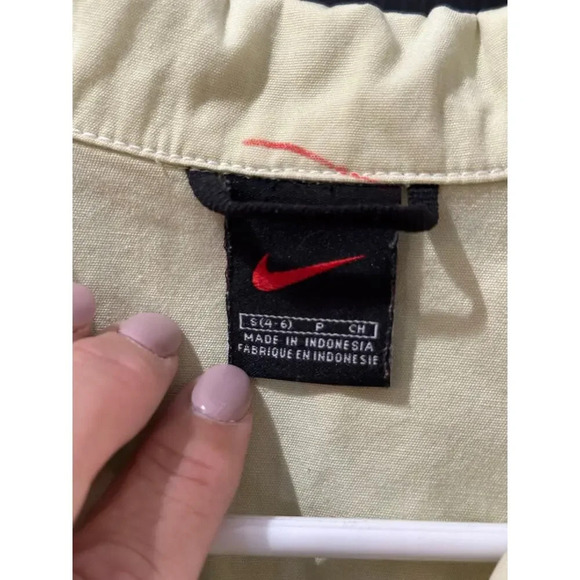 S(4-6) P CH
MADE IN INDONESIA
FABRIQUE EN INDONESIE